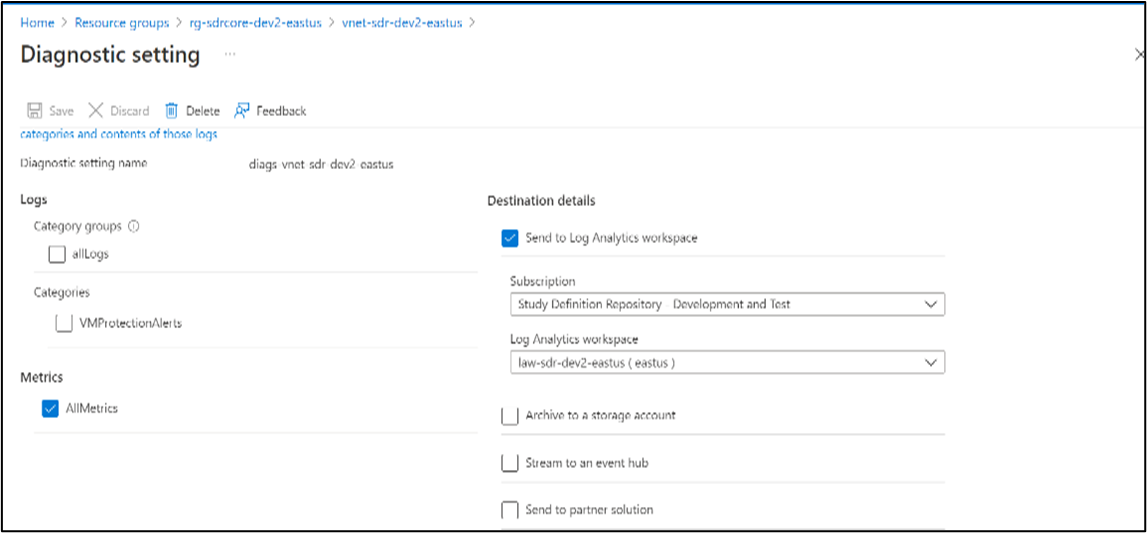 Home > Resource groups > rg-sdrcore-dev2-eastus > vnet-sdr-dev2-eastus >
Diagnostic setting ...
Save Discard Delete Feedback
categories and contents of those logs
Diagnostic setting name diags-vnet-sdr-dev2-eastus
Logs
Category groups
allLogs
Categories
VMProtectionAlerts
Metrics
AllMetrics
Destination details
Send to Log Analytics workspace
Subscription
Study Definition Repository - Development and Test
Log Analytics workspace
law-sdr-dev2-eastus ( eastus )
Archive to a storage account
Stream to an event hub
Send to partner solution